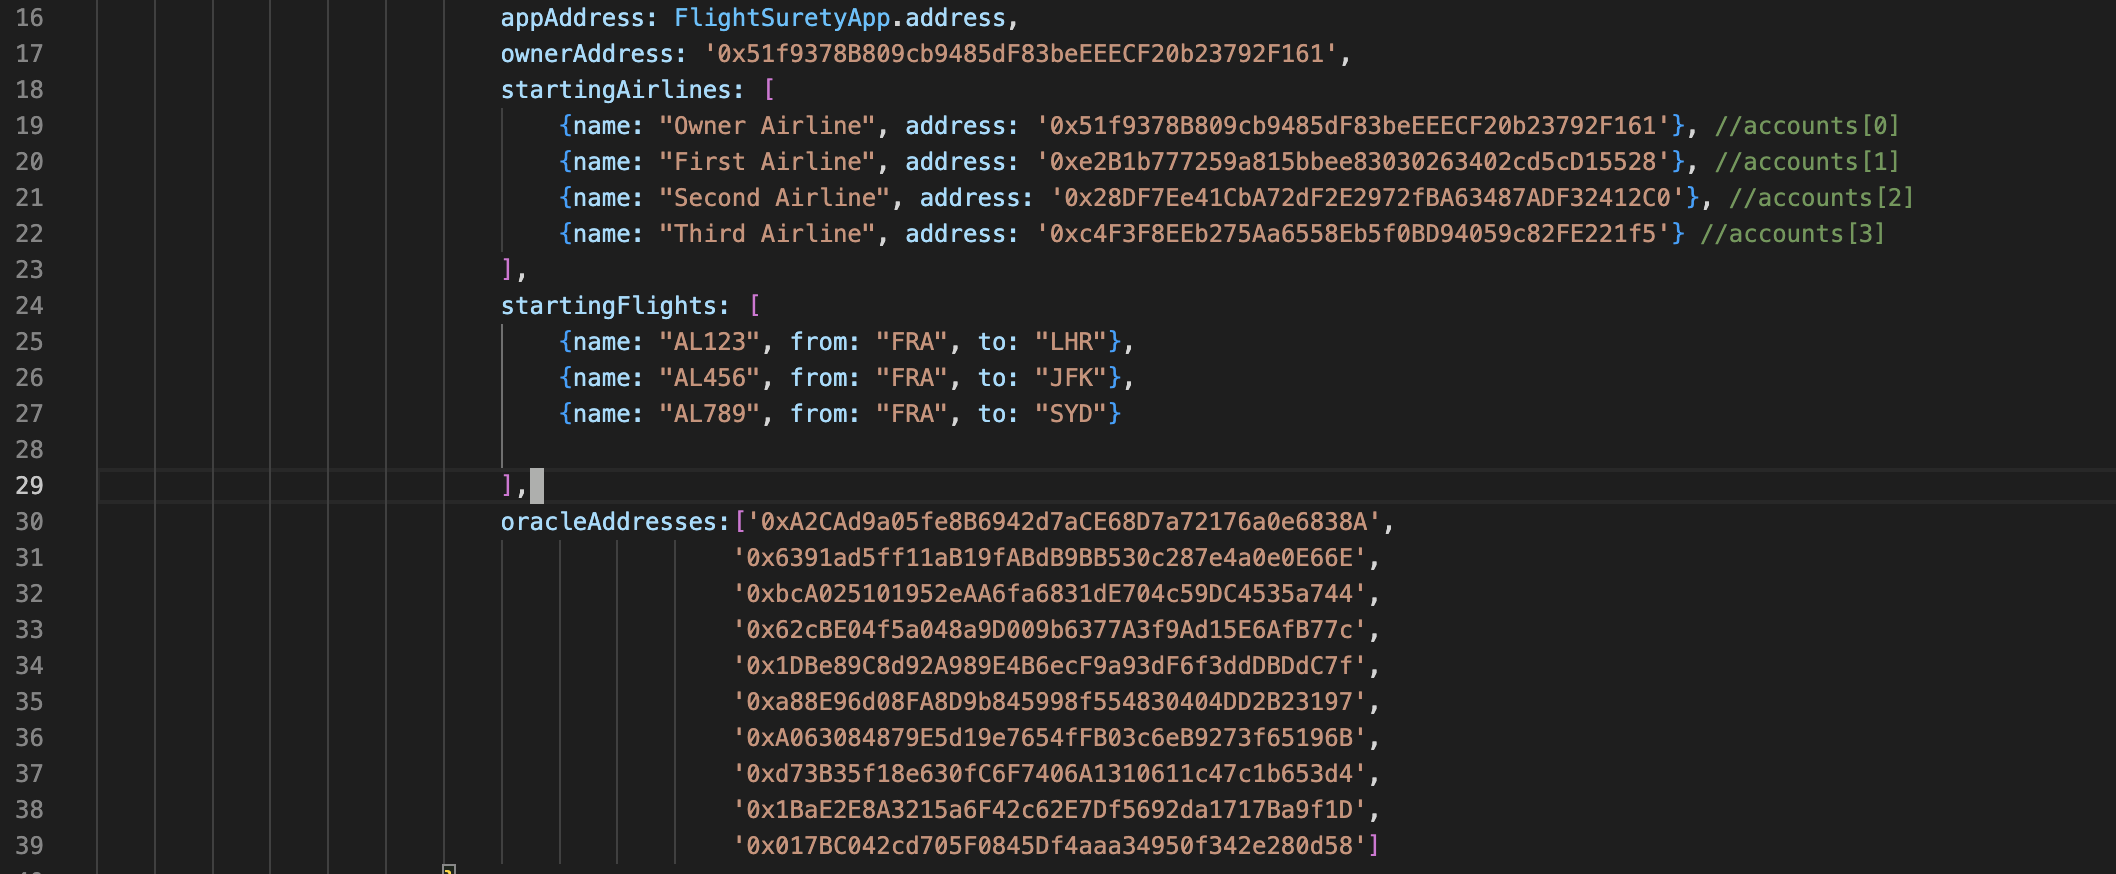 16 appAddress: FlightSuretyApp.address,
17 ownerAddress: '0x51f9378B809cb9485dF83beEEECF20b23792F161',
18 startingAirlines: [
19 {name: "Owner Airline", address: '0x51f9378B809cb9485dF83beEEECF20b23792F161'}, //accounts[0]
20 {name: "First Airline", address: '0xe2B1b777259a815bbee83030263402cd5cD15528'}, //accounts[1]
21 {name: "Second Airline", address: '0x28DF7Ee41CbA72dF2E2972fBA63487ADF32412C0'}, //accounts[2]
22 {name: "Third Airline", address: '0xc4F3F8EEb275Aa6558Eb5f0BD94059c82FE221f5'} //accounts[3]
23 ],
24 startingFlights: [
25 {name: "AL123", from: "FRA", to: "LHR"},
26 {name: "AL456", from: "FRA", to: "JFK"},
27 {name: "AL789", from: "FRA", to: "SYD"}
28
29 ],
30 oracleAddresses:['0xA2CAd9a05fe8B6942d7aCE68D7a72176a0e6838A',
31 '0x6391ad5ff11aB19fABdB9BB530c287e4a0e0E66E',
32 '0xbcA025101952eAA6fa6831dE704c59DC4535a744',
33 '0x62cBE04f5a048a9D009b6377A3f9Ad15E6AfB77c',
34 '0x1DBe89C8d92A989E4B6ecF9a93dF6f3ddDBDdC7f',
35 '0xa88E96d08FA8D9b845998f554830404DD2B23197',
36 '0xA063084879E5d19e7654fFB03c6eB9273f65196B',
37 '0xd73B35f18e630fC6F7406A1310611c47c1b653d4',
38 '0x1BaE2E8A3215a6F42c62E7Df5692da1717Ba9f1D',
39 '0x017BC042cd705F0845Df4aaa34950f342e280d58']